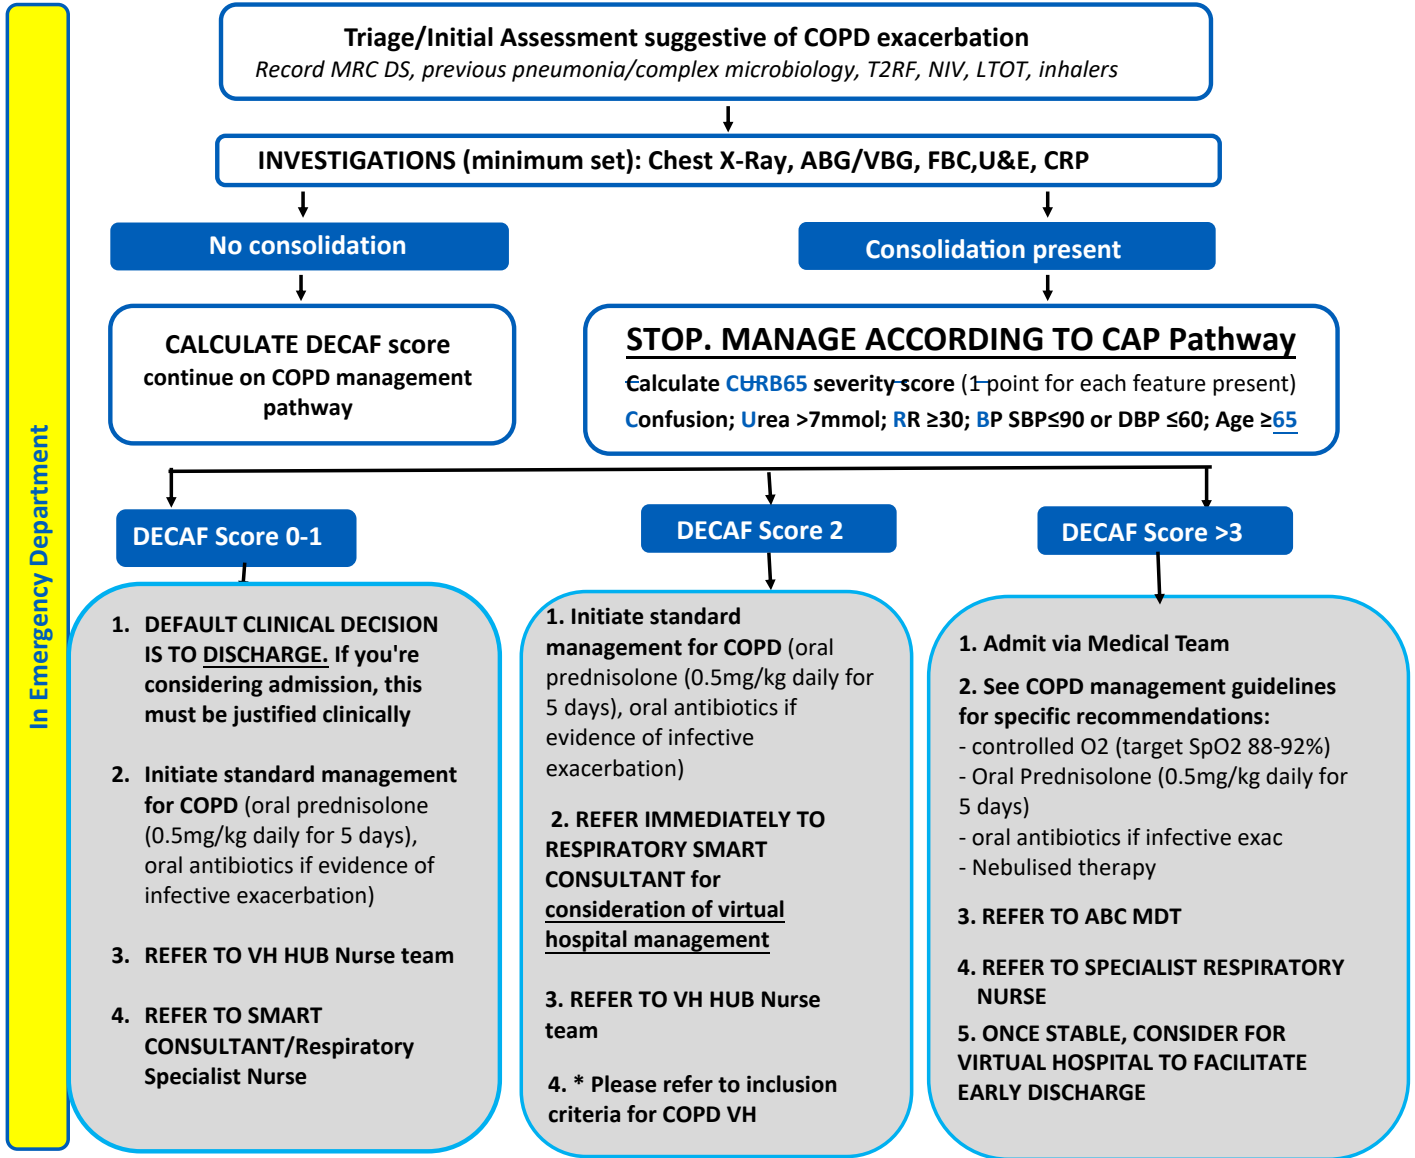 In Emergency Department
Triage/Initial Assessment suggestive of COPD exacerbation
Record MRC DS, previous pneumonia/complex microbiology, T2RF, NIV, LTOT, inhalers
INVESTIGATIONS (minimum set): Chest X-Ray, ABG/VBG, FBC,U&E, CRP
No consolidation
Consolidation present
CALCULATE DECAF score
continue on COPD management
pathway
STOP. MANAGE ACCORDING TO CAP Pathway
Calculate CURB65 severity score (1 point for each feature present)
Confusion; Urea >7mmol; RR ≥30; BP SBP≤90 or DBP ≤60; Age ≥65
DECAF Score 0-1
1. DEFAULT CLINICAL DECISION
IS TO DISCHARGE. If you're
considering admission, this
must be justified clinically
2. Initiate standard management
for COPD (oral prednisolone
(0.5mg/kg daily for 5 days),
oral antibiotics if evidence of
infective exacerbation)
3. REFER TO VH HUB Nurse team
4. REFER TO SMART
CONSULTANT/Respiratory
Specialist Nurse
DECAF Score 2
1. Initiate standard
management for COPD (oral
prednisolone (0.5mg/kg daily for
5 days), oral antibiotics if
evidence of infective
exacerbation)
2. REFER IMMEDIATELY TO
RESPIRATORY SMART
CONSULTANT for
consideration of virtual
hospital management
3. REFER TO VH HUB Nurse
team
4. * Please refer to inclusion
criteria for COPD VH
DECAF Score >3
1. Admit via Medical Team
2. See COPD management guidelines
for specific recommendations:
- controlled O2 (target SpO2 88-92%)
- Oral Prednisolone (0.5mg/kg daily for
5 days)
- oral antibiotics if infective exac
- Nebulised therapy
3. REFER TO ABC MDT
4. REFER TO SPECIALIST RESPIRATORY
NURSE
5. ONCE STABLE, CONSIDER FOR
VIRTUAL HOSPITAL TO FACILITATE
EARLY DISCHARGE